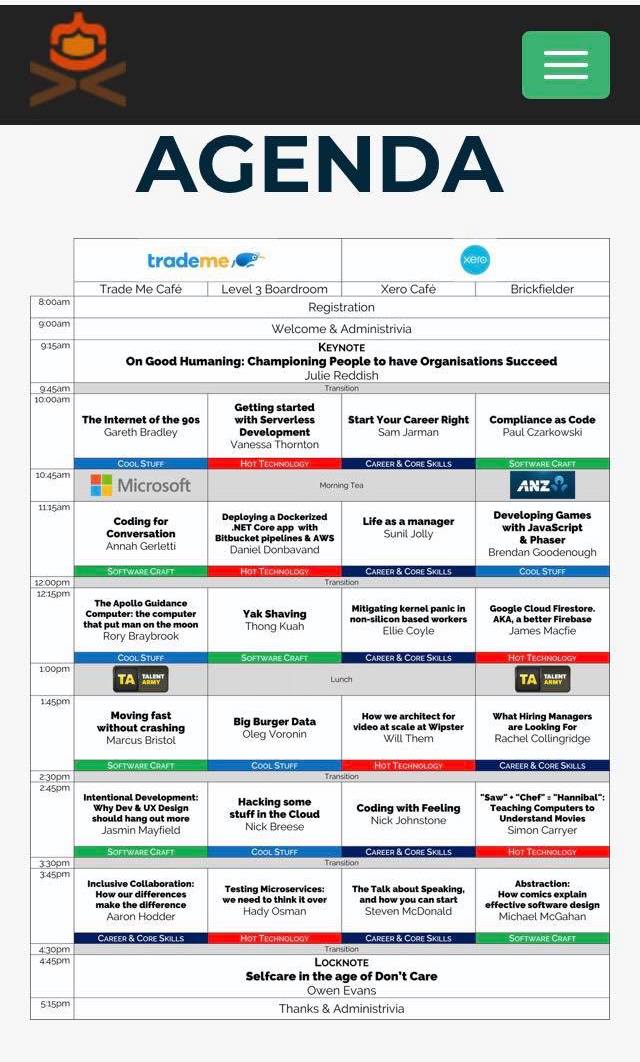 AGENDA
trademe
xero
Trade Me Café Level 3 Boardroom Xero Café Brickfielder
8:00am
Registration
9:00am
Welcome & Administrivia
9:15am
KEYNOTE
On Good Humaning: Championing People to have Organisations Succeed
Julie Reddish
9:45am
Transition
10:00am
The Internet of the 90s
Gareth Bradley
COOL STUFF
Getting started
with Serverless
Development
Vanessa Thornton
HOT TECHNOLOGY
Start Your Career Right
Sam Jarman
CAREER & CORE SKILLS
Compliance as Code
Paul Czarkowski
SOFTWARE CRAFT
10:45am
Microsoft
Morning Tea
ANZ
11:15am
Coding for
Conversation
Annah Gerletti
SOFTWARE CRAFT
Deploying a Dockerized
.NET Core app with
Bitbucket pipelines & AWS
Daniel Donbavand
HOT TECHNOLOGY
Life as a manager
Sunil Jolly
CAREER & CORE SKILLS
Developing Games
with JavaScript
& Phaser
Brendan Goodenough
COOL STUFF
12:00pm
Transition
12:15pm
The Apollo Guidance
Computer: the computer
that put man on the moon
Rory Braybrook
COOL STUFF
Yak Shaving
Thong Kuah
SOFTWARE CRAFT
Mitigating kernel panic in
non-silicon based workers
Ellie Coyle
CAREER & CORE SKILLS
Google Cloud Firestore.
AKA, a better Firebase
James Macfie
HOT TECHNOLOGY
1:00pm
TA TALENT
ARMY
Lunch
TA TALENT
ARMY
1:45pm
Moving fast
without crashing
Marcus Bristol
SOFTWARE CRAFT
Big Burger Data
Oleg Voronin
COOL STUFF
How we architect for
video at scale at Wipster
Will Them
HOT TECHNOLOGY
What Hiring Managers
are Looking For
Rachel Collingridge
CAREER & CORE SKILLS
2:30pm
Transition
2:45pm
Intentional Development:
Why Dev & UX Design
should hang out more
Jasmin Mayfield
SOFTWARE CRAFT
Hacking some
stuff in the Cloud
Nick Breese
COOL STUFF
Coding with Feeling
Nick Johnstone
CAREER & CORE SKILLS
"Saw" + "Chef" = "Hannibal":
Teaching Computers to
Understand Movies
Simon Carryer
HOT TECHNOLOGY
3:30pm
Transition
3:45pm
Inclusive Collaboration:
How our differences
make the difference
Aaron Hodder
CAREER & CORE SKILLS
Testing Microservices:
we need to think it over
Hady Osman
HOT TECHNOLOGY
The Talk about Speaking,
and how you can start
Steven McDonald
CAREER & CORE SKILLS
Abstraction:
How comics explain
effective software design
Michael McGahan
SOFTWARE CRAFT
4:30pm
Transition
4:45pm
LOCKNOTE
Selfcare in the age of Don't Care
Owen Evans
5:15pm
Thanks & Administrivia